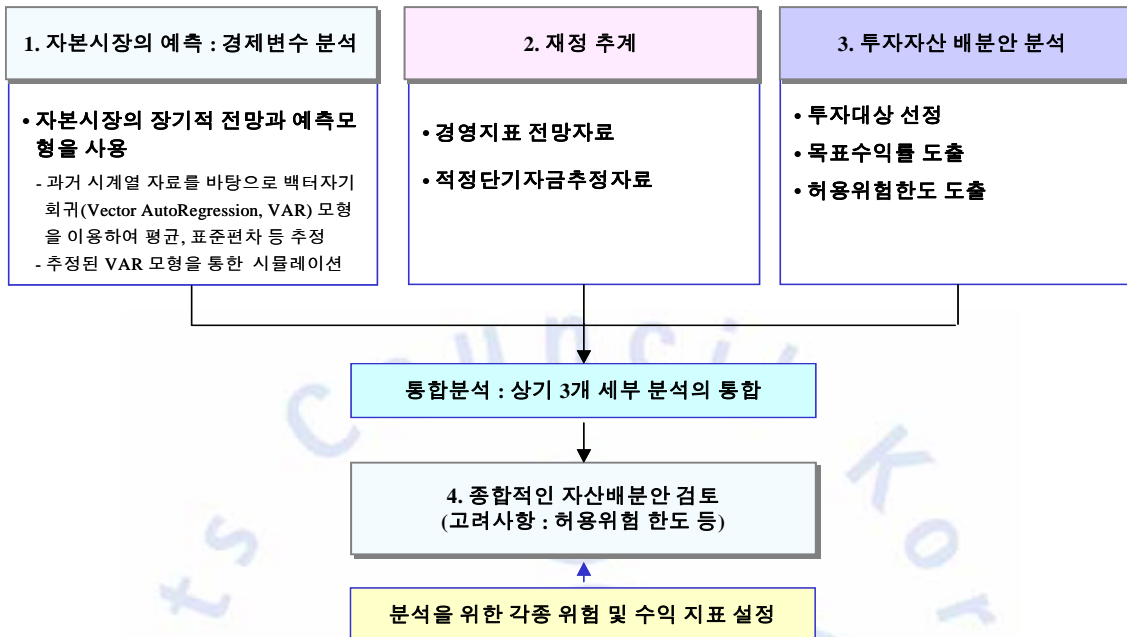 1. 자본시장의 예측 : 경제변수 분석
• 자본시장의 장기적 전망과 예측모
형을 사용
- 과거 시계열 자료를 바탕으로 백터자기
회귀(Vector AutoRegression, VAR) 모형
을 이용하여 평균, 표준편차 등 추정
- 추정된 VAR 모형을 통한 시뮬레이션
2. 재정 추계
• 경영지표 전망자료
• 적정단기자금추정자료
3. 투자자산 배분안 분석
• 투자대상 선정
• 목표수익률 도출
• 허용위험한도 도출
통합분석 : 상기 3개 세부 분석의 통합
4. 종합적인 자산배분안 검토
(고려사항 : 허용위험 한도 등)
분석을 위한 각종 위험 및 수익 지표 설정